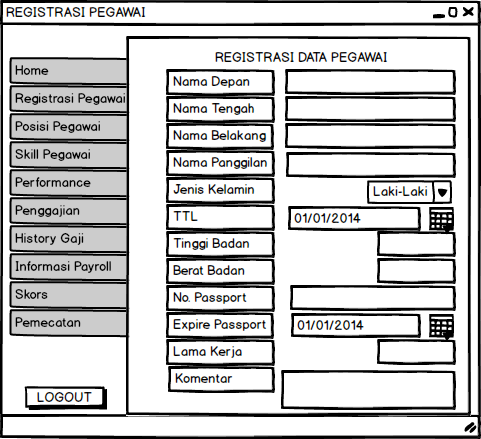 REGISTRASI PEGAWAI
REGISTRASI DATA PEGAWAI
Home
Registrasi Pegawai
Posisi Pegawai
Skill Pegawai
Performance
Penggajian
History Gaji
Informasi Payroll
Skors
Pemecatan
LOGOUT
Nama Depan
Nama Tengah
Nama Belakang
Nama Panggilan
Jenis Kelamin Laki-Laki
TTL 01/01/2014
Tinggi Badan
Berat Badan
No. Passport
Expire Passport 01/01/2014
Lama Kerja
Komentar